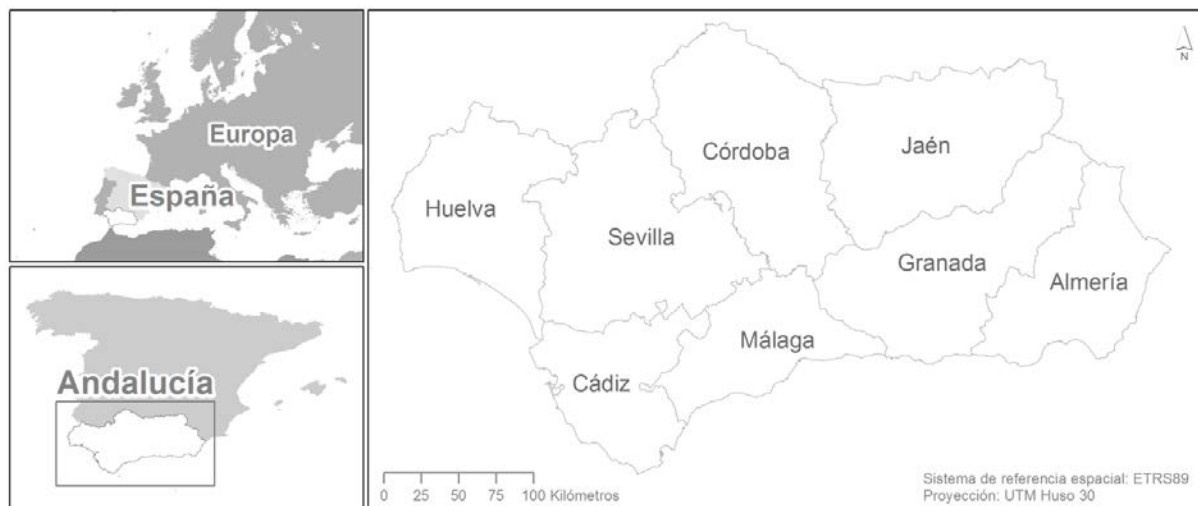 Europa
España
Andalucía
N
Córdoba
Jaén
Huelva
Sevilla
Granada
Almería
Málaga
Cádiz
0 25 50 75 100 Kilómetros
Sistema de referencia espacial: ETRS89
Proyección: UTM Huso 30